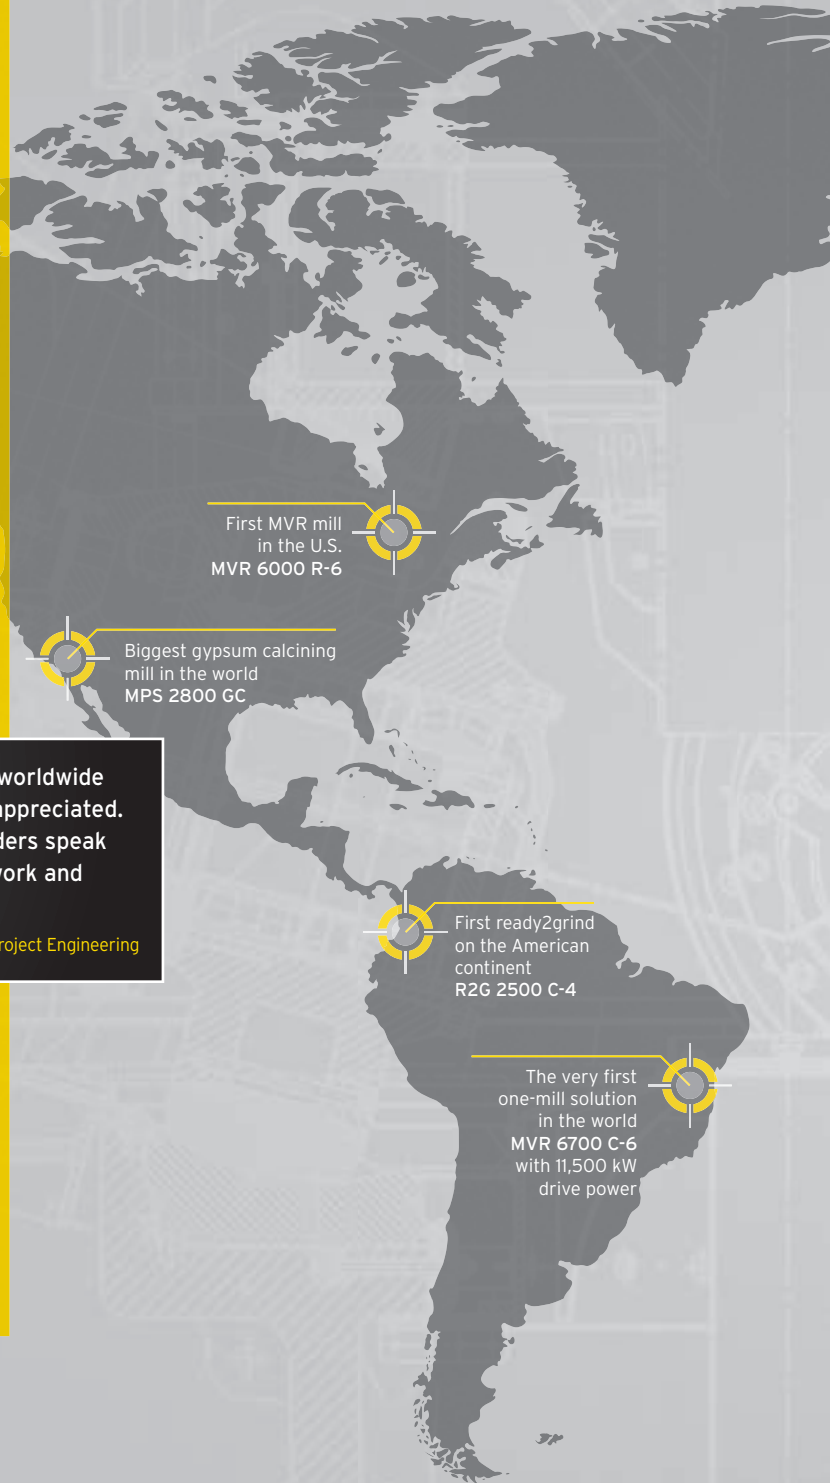 First MVR mill
in the U.S.
MVR 6000 R-6
Biggest gypsum calcining
mill in the world
MPS 2800 GC
worldwide
appreciated.
ders speak
work and
roject Engineering
First ready2grind
on the American
continent
R2G 2500 C-4
The very first
one-mill solution
in the world
MVR 6700 C-6
with 11,500 kW
drive power